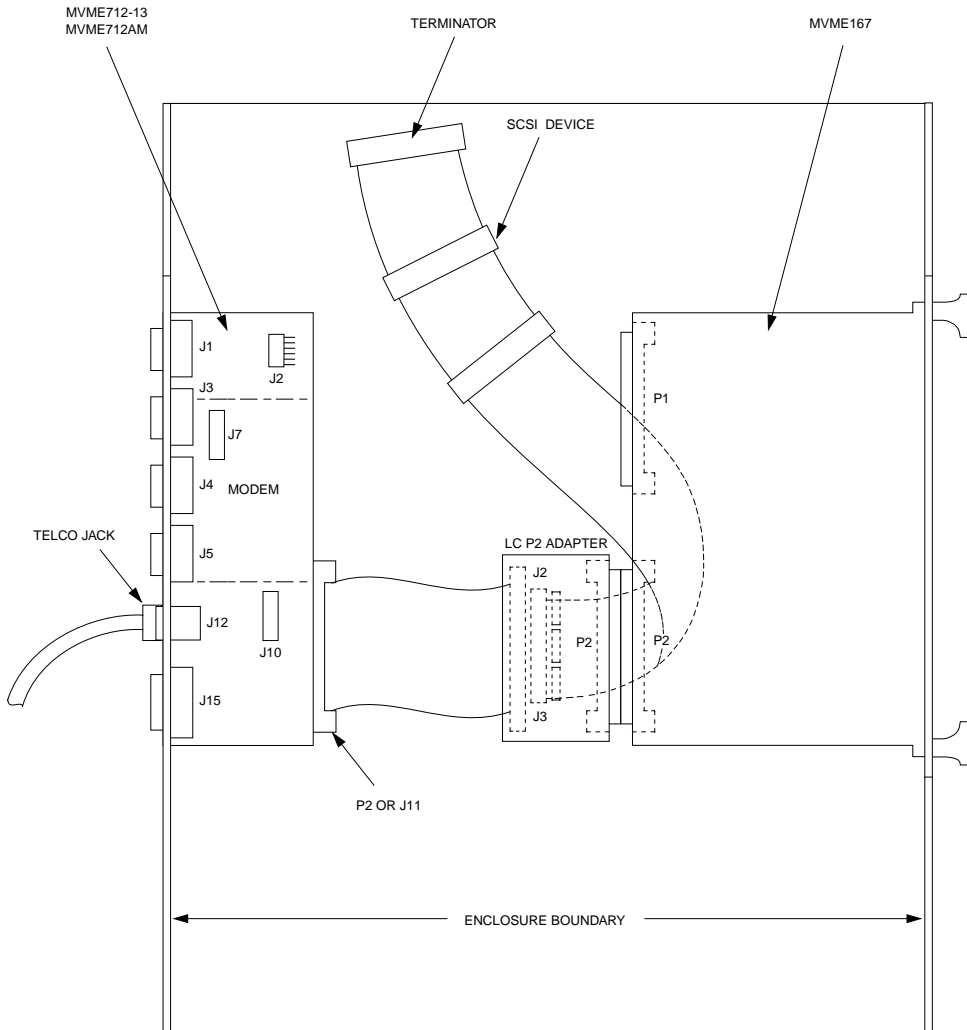 MVME712-13
MVME712AM
TERMINATOR
MVME167
SCSI DEVICE
J1
J2
J3
P1
J7
J4
MODEM
TELCO JACK
J5
LC P2 ADAPTER
J2
J12
P2
P2
J10
J15
J3
P2 OR J11
ENCLOSURE BOUNDARY